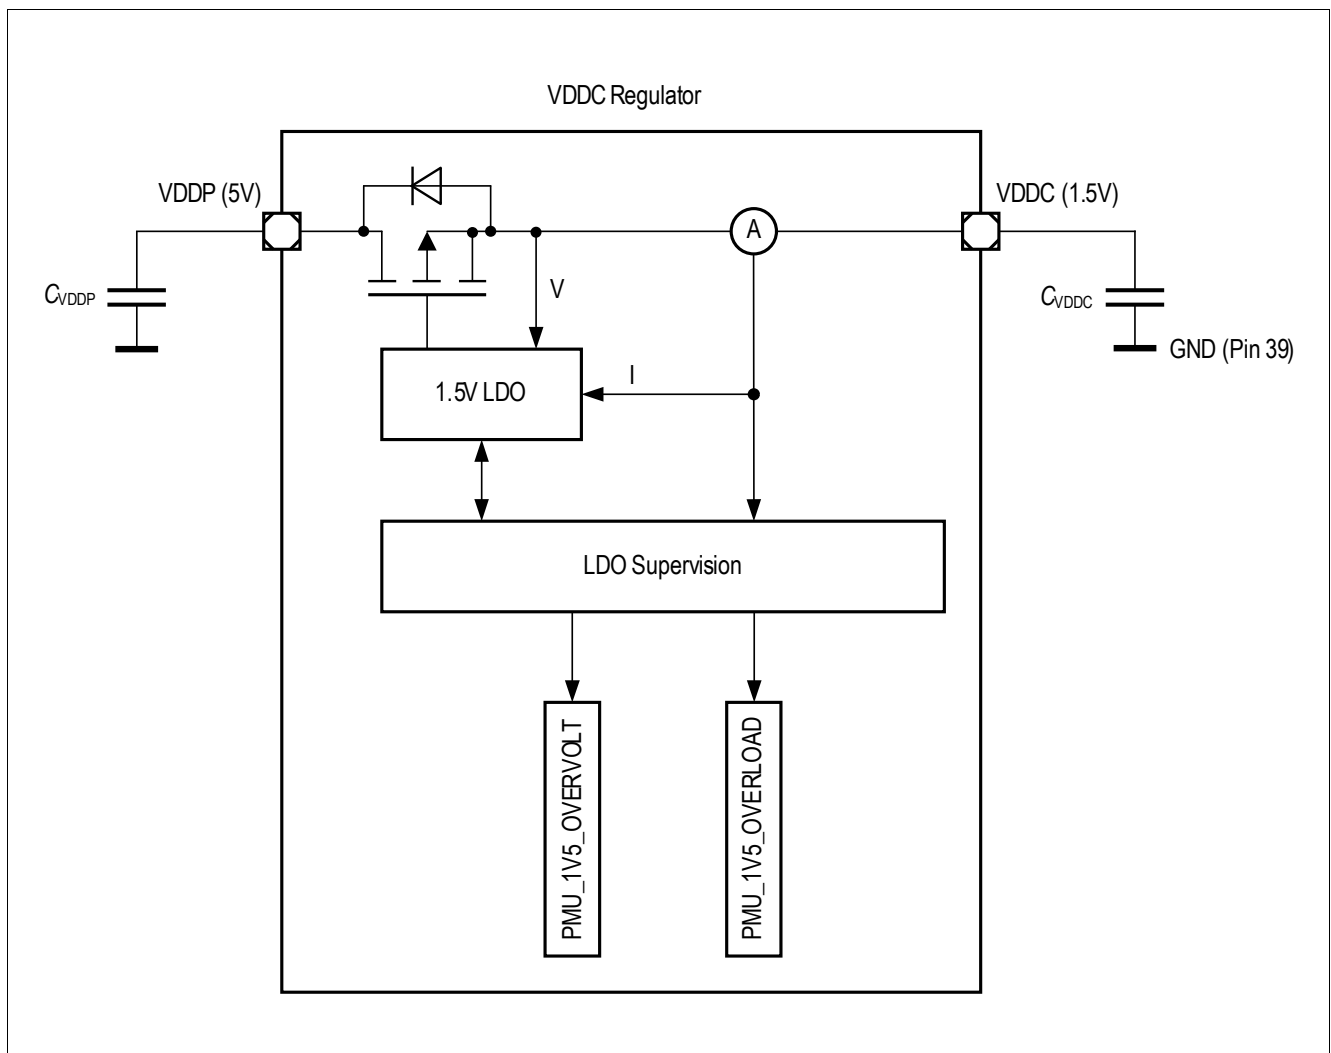 VDDC Regulator
VDDP (5V)
VDDC (1.5V)
A
CVDDP
V
CVDDC
GND (Pin 39)
I
1.5V LDO
LDO Supervision
PMU_1V5_OVERVOLT
PMU_1V5_OVERLOAD